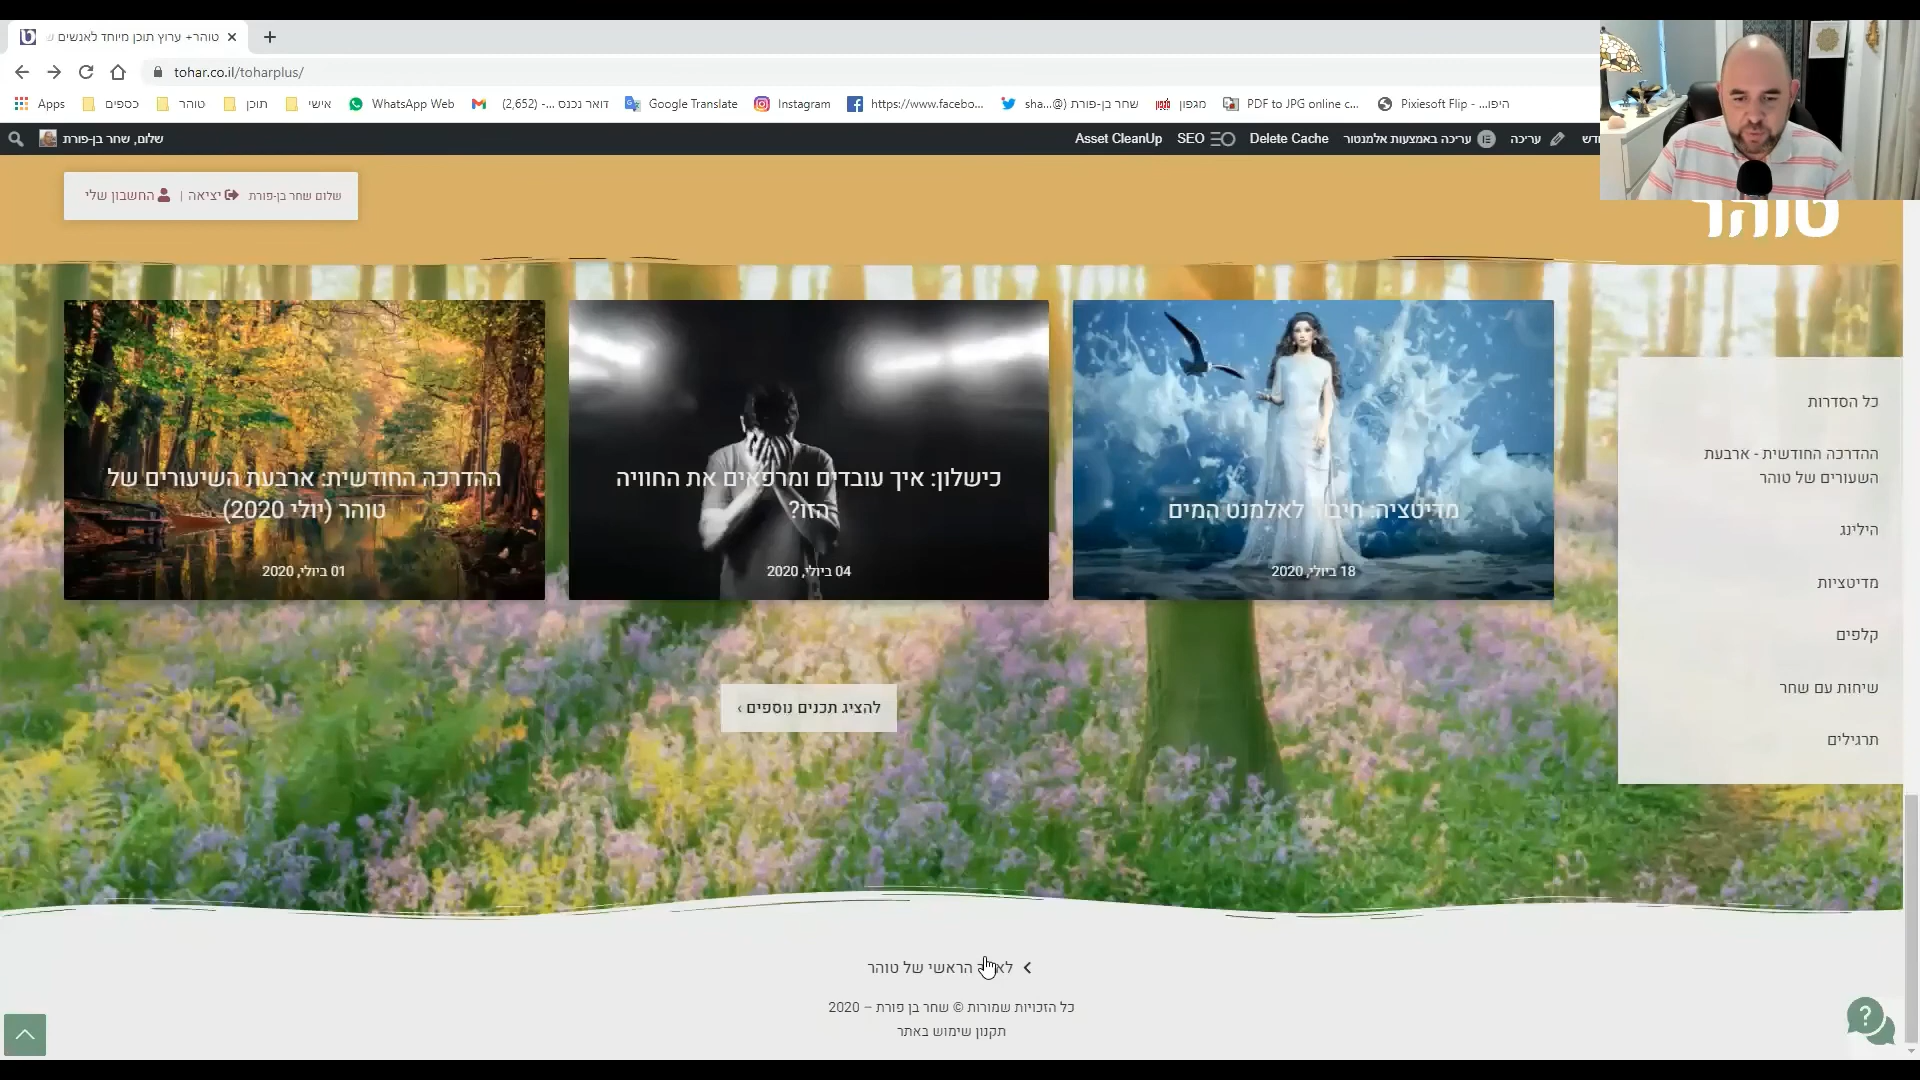 טוהר+ ערוץ תוכן מיוחד לאנשים
tohar.co.il/toharplus/
Apps
כספים
טוהר
תוכן
אישי
WhatsApp Web
דואר נכנס -... (2,652)
Google Translate
Instagram
https://www.facebo...
שחר בן-פורת (@sha...
מגפון
PDF to JPG online c...
Pixiesoft Flip - היפו...
שלום, שחר בן-פורת
Asset CleanUp
SEO
Delete Cache
עריכה באמצעות אלמנטור
עריכה
שלום שחר בן-פורת
יציאה
|
החשבון שלי
טוהר
מדיטציה: חיבור לאלמנט המים
18 ביולי, 2020
כישלון: איך עובדים ומרפאים את החוויה
הזו?
04 ביולי, 2020
ההדרכה החודשית: ארבעת השיעורים של
טוהר (יולי 2020)
01 ביולי, 2020
כל הסדרות
ההדרכה החודשית - ארבעת
השעורים של טוהר
הילינג
מדיטציות
קלפים
שיחות עם שחר
תרגילים
להציג תכנים נוספים ›
הראשי של טוהר
כל הזכויות שמורות © שחר בן פורת – 2020
תקנון שימוש באתר